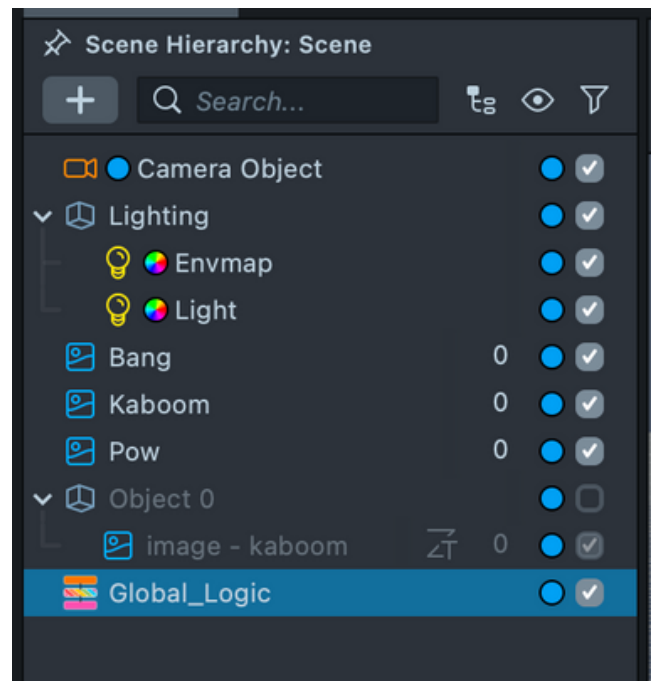 Scene Hierarchy: Scene
Search...
Camera Object
Lighting
Envmap
Light
Bang 0
Kaboom 0
Pow 0
Object 0
image - kaboom ZT 0
Global_Logic